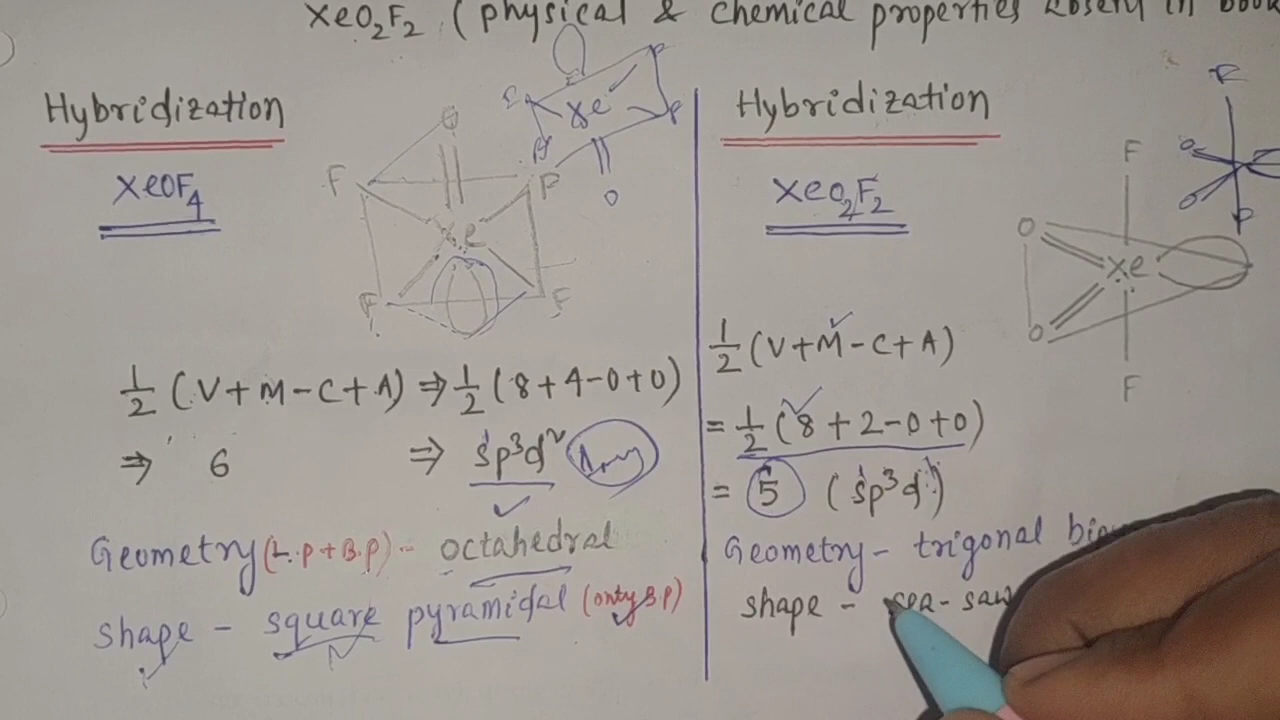 XeO₂F₂ (physical & chemical properties
Hybridization
XeOF₄
O
F
F
Xe
F
F
Xe
F
O
½ (V+M-C+A) ⇒ ½ (8+4-0+0)
⇒ 6 ⇒ sp³d²
Geometry (L.P+B.P) - octahedral
shape - square pyramidal (only B.P)
Hybridization
XeO₂F₂
F
O
Xe
O
F
F
O
O
½ (V+M-C+A)
= ½ (8+2-0+0)
= 5 (sp³d)
Geometry - trigonal
shape - sea-saw